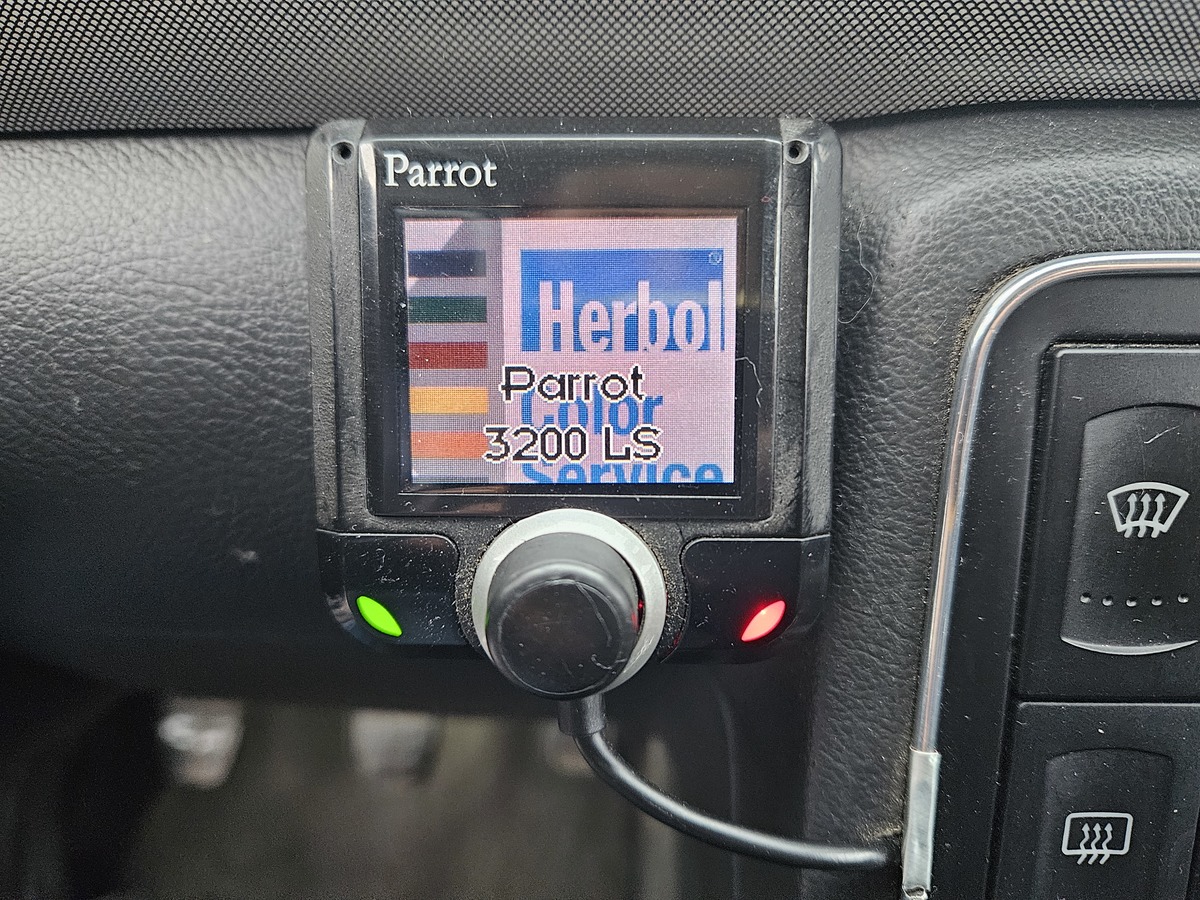 Parrot
Herbol
Parrot
Color
3200 LS
Service